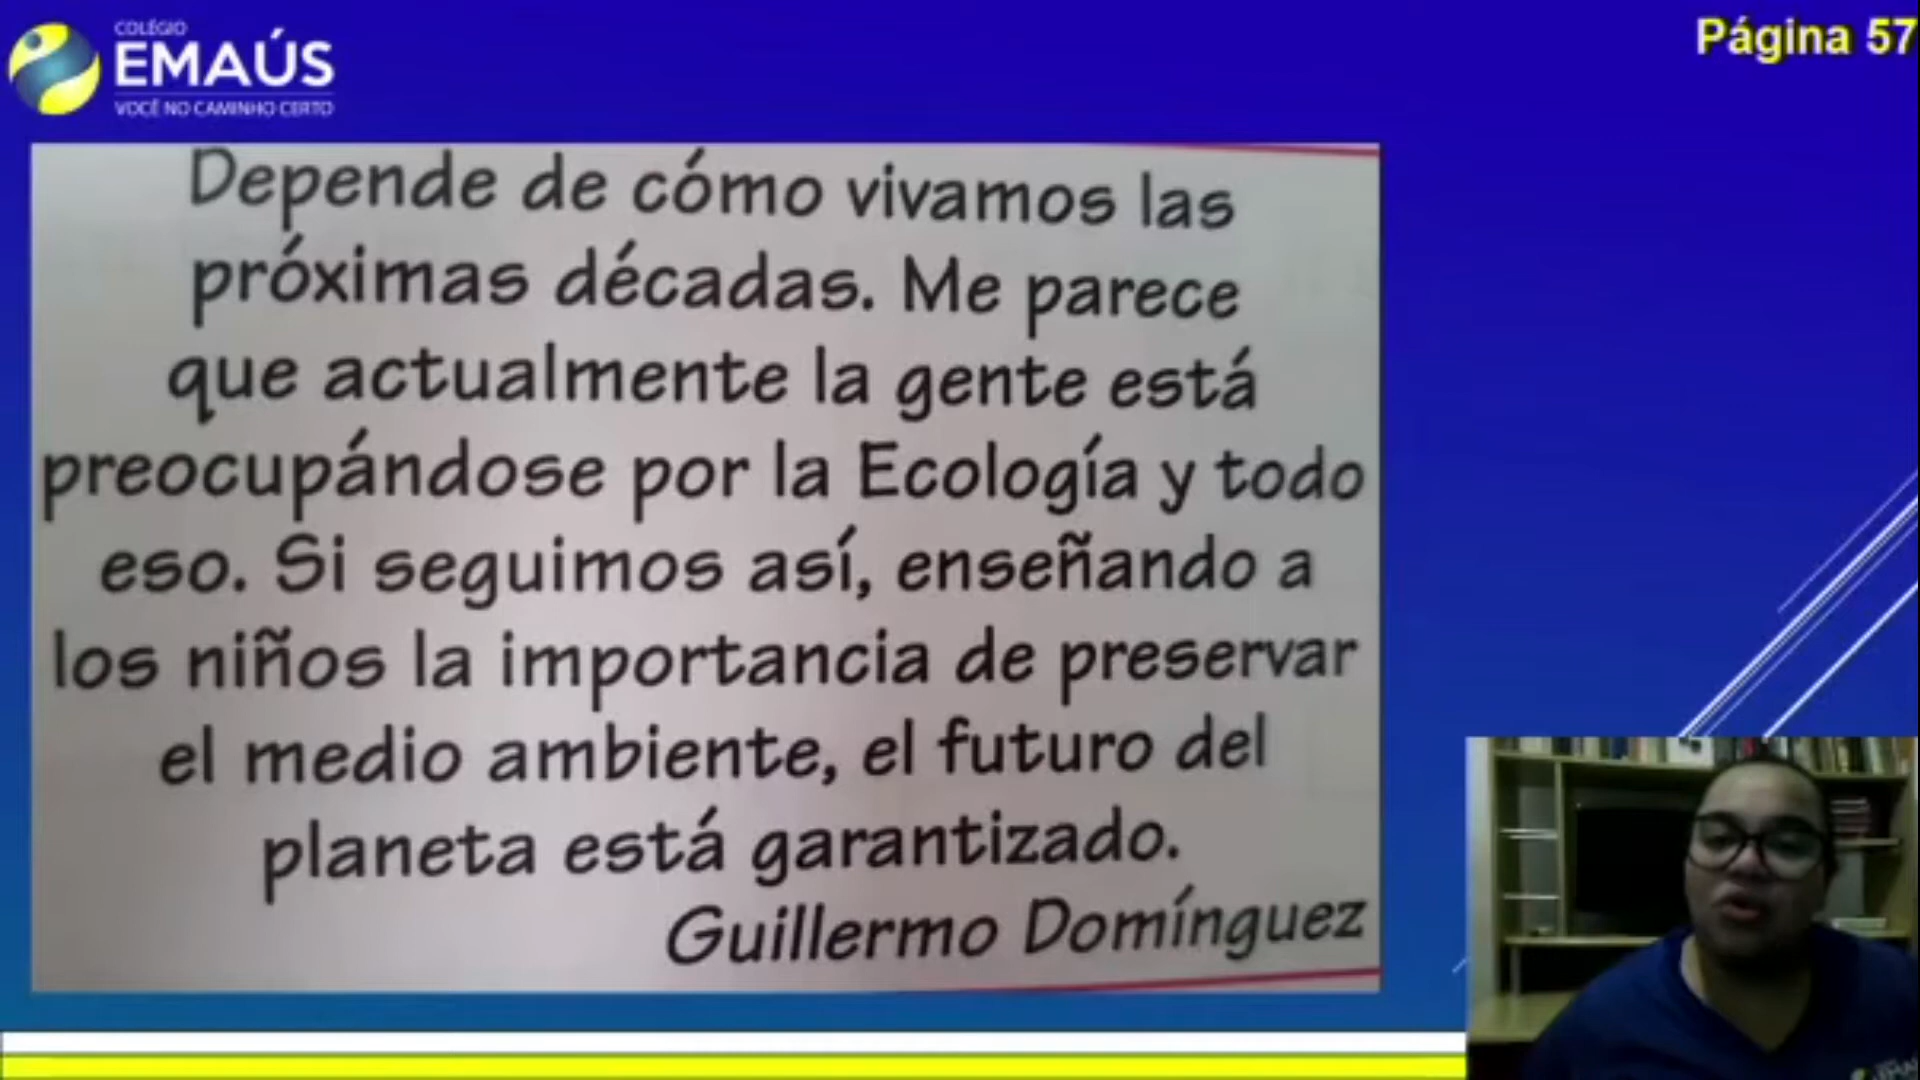 COLÉGIO
EMAÚS
VOCÊ NO CAMINHO CERTO
Página 57
Depende de cómo vivamos las
próximas décadas. Me parece
que actualmente la gente está
preocupándose por la Ecología y todo
eso. Si seguimos así, enseñando a
los niños la importancia de preservar
el medio ambiente, el futuro del
planeta está garantizado.
Guillermo Domínguez